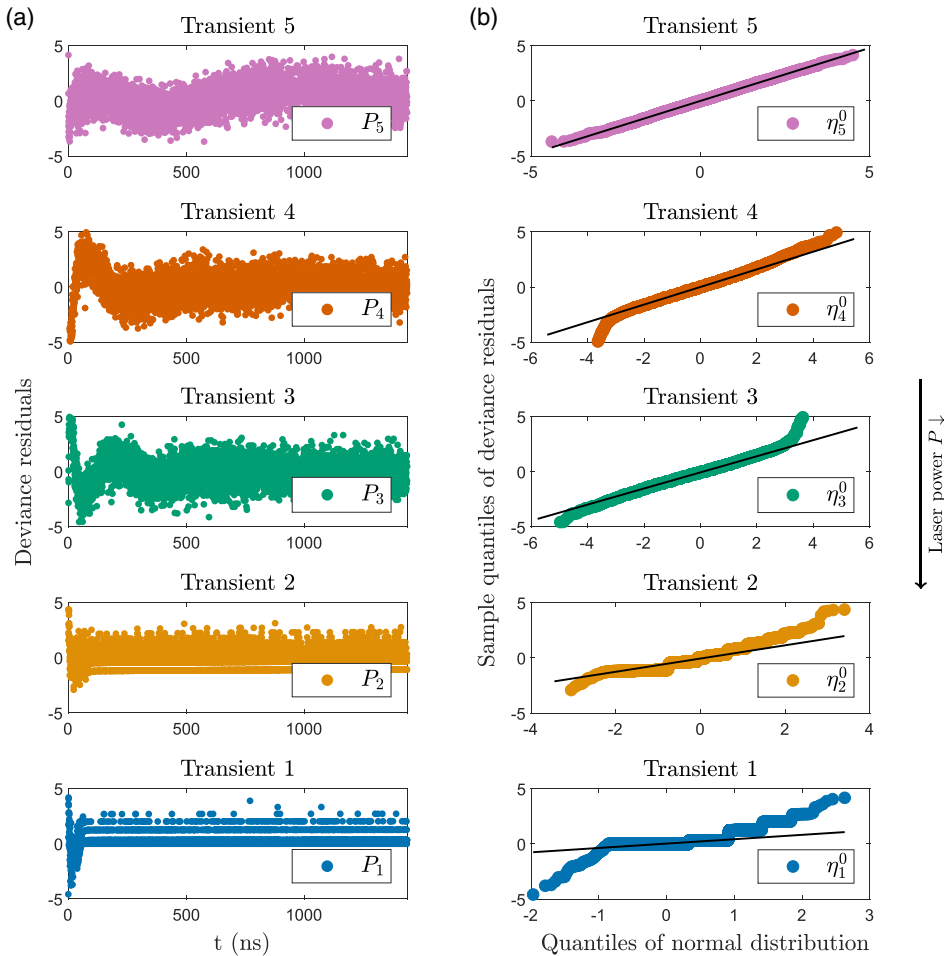 (a)
Transient 5
5
0
-5
0
500
1000
P₅
Transient 4
5
0
-5
0
500
1000
P₄
Transient 3
5
0
-5
0
500
1000
P₃
Transient 2
5
0
-5
0
500
1000
P₂
Transient 1
5
0
-5
0
500
1000
P₁
Deviance residuals
t (ns)
(b)
Transient 5
5
0
-5
-5
0
5
η₅⁰
Transient 4
5
0
-5
-6
-4
-2
0
2
4
6
η₄⁰
Transient 3
5
0
-5
-6
-4
-2
0
2
4
6
η₃⁰
Transient 2
5
0
-5
-4
-2
0
2
4
η₂⁰
Transient 1
5
0
-5
-2
-1
0
1
2
3
η₁⁰
Sample quantiles of deviance residuals
Quantiles of normal distribution
Laser power P ↓